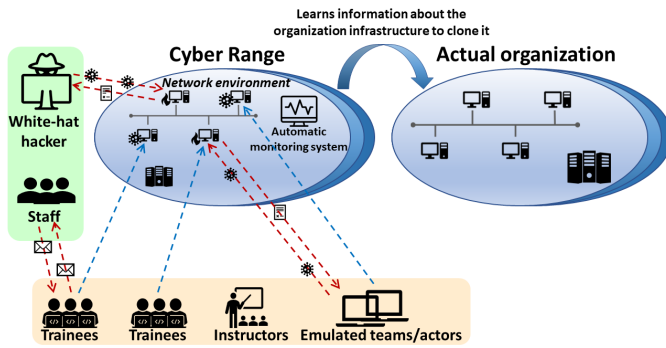 Learns information about the
organization infrastructure to clone it
Cyber Range
Actual organization
Network environment
Automatic
monitoring system
White-hat
hacker
Staff
Trainees
Trainees
Instructors
Emulated teams/actors